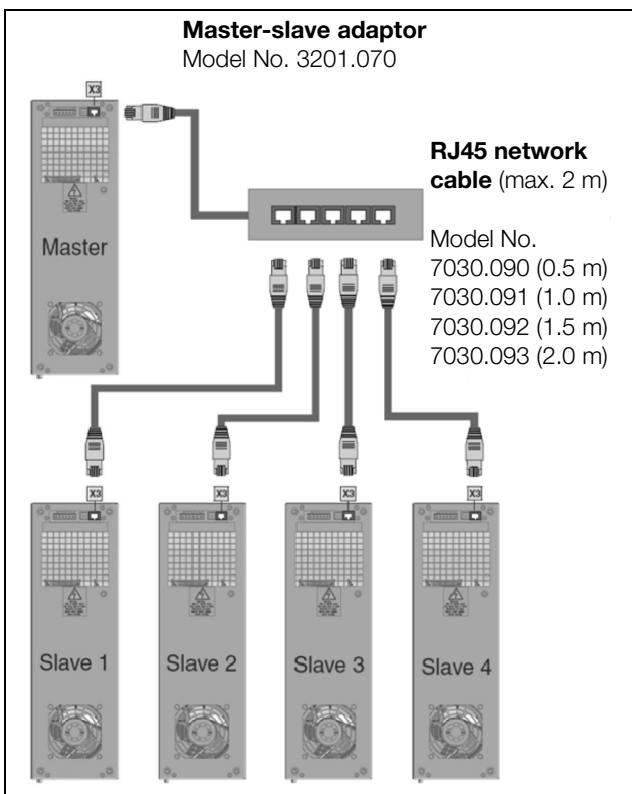 Master-slave adaptor
Model No. 3201.070
X3
RJ45 network
cable (max. 2 m)
Master
Model No.
7030.090 (0.5 m)
7030.091 (1.0 m)
7030.092 (1.5 m)
7030.093 (2.0 m)
X3
X3
X3
X3
Slave 1
Slave 2
Slave 3
Slave 4